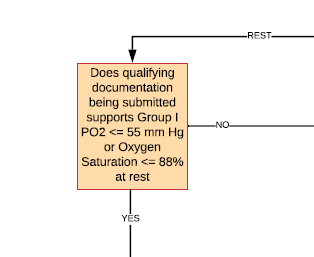 REST
Does qualifying
documentation
being submitted
supports Group I
PO2 <= 55 mm Hg
or Oxygen
Saturation <= 88%
at rest
NO
YES